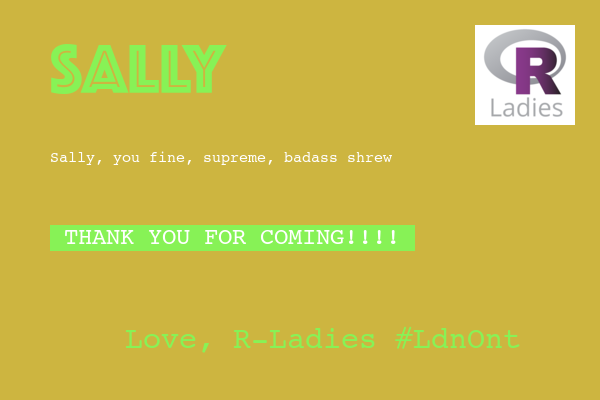 SALLY
R
Ladies
Sally, you fine, supreme, badass shrew
THANK YOU FOR COMING!!!!
Love, R-Ladies #LdnOnt